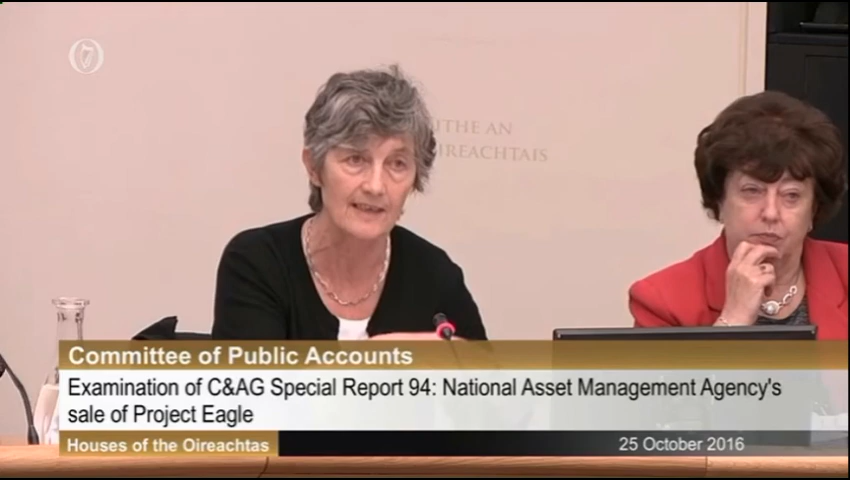 ITHE AN
OIREACHTAIS
Committee of Public Accounts
Examination of C&AG Special Report 94: National Asset Management Agency's
sale of Project Eagle
Houses of the Oireachtas
25 October 2016